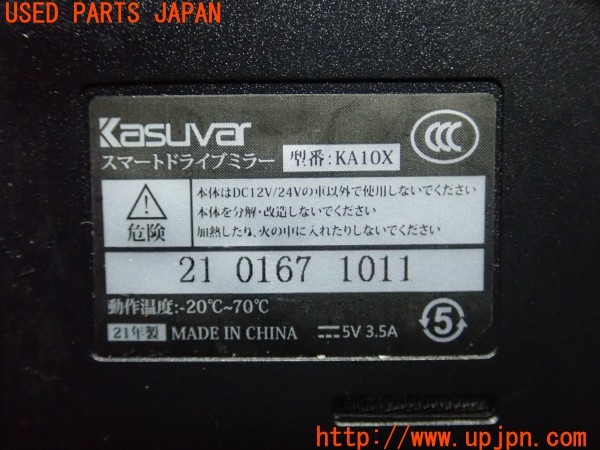 USED PARTS JAPAN
Kasuvar
CCC
スマートドライブミラー 型番:KA10X
本体はDC12V/24Vの車以外で使用しないでください
本体を分解・改造しないでください
加熱したり、火の中に入れたりしないでください
危険
21 0167 1011
動作温度:-20℃~70℃
21年製 MADE IN CHINA 5V 3.5A
5
http://www.upjpn.com